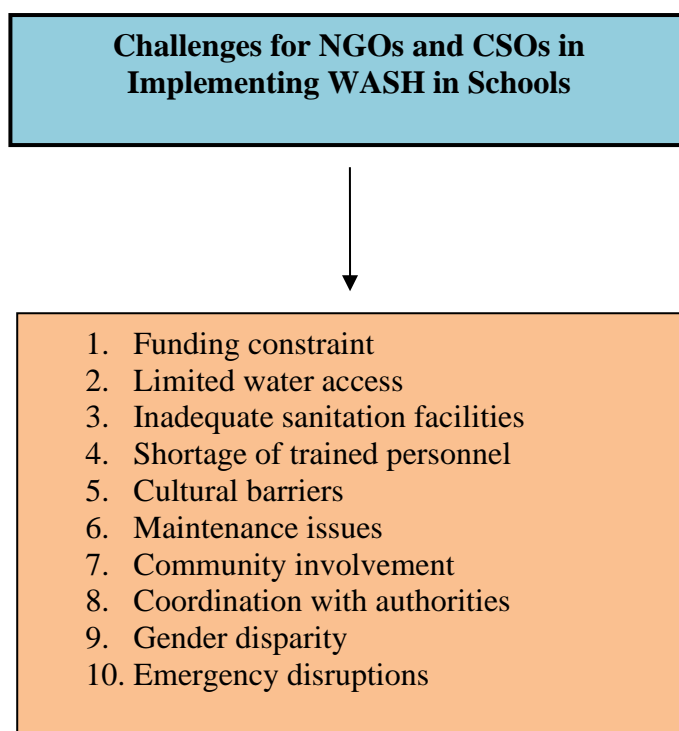 Challenges for NGOs and CSOs in
Implementing WASH in Schools
1. Funding constraint
2. Limited water access
3. Inadequate sanitation facilities
4. Shortage of trained personnel
5. Cultural barriers
6. Maintenance issues
7. Community involvement
8. Coordination with authorities
9. Gender disparity
10. Emergency disruptions